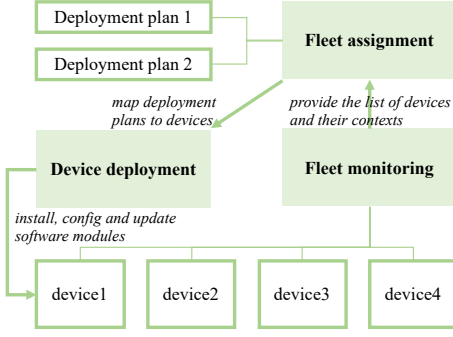 Deployment plan 1
Deployment plan 2
Fleet assignment
map deployment
plans to devices
provide the list of devices
and their contexts
Device deployment
Fleet monitoring
install, config and update
software modules
device1
device2
device3
device4